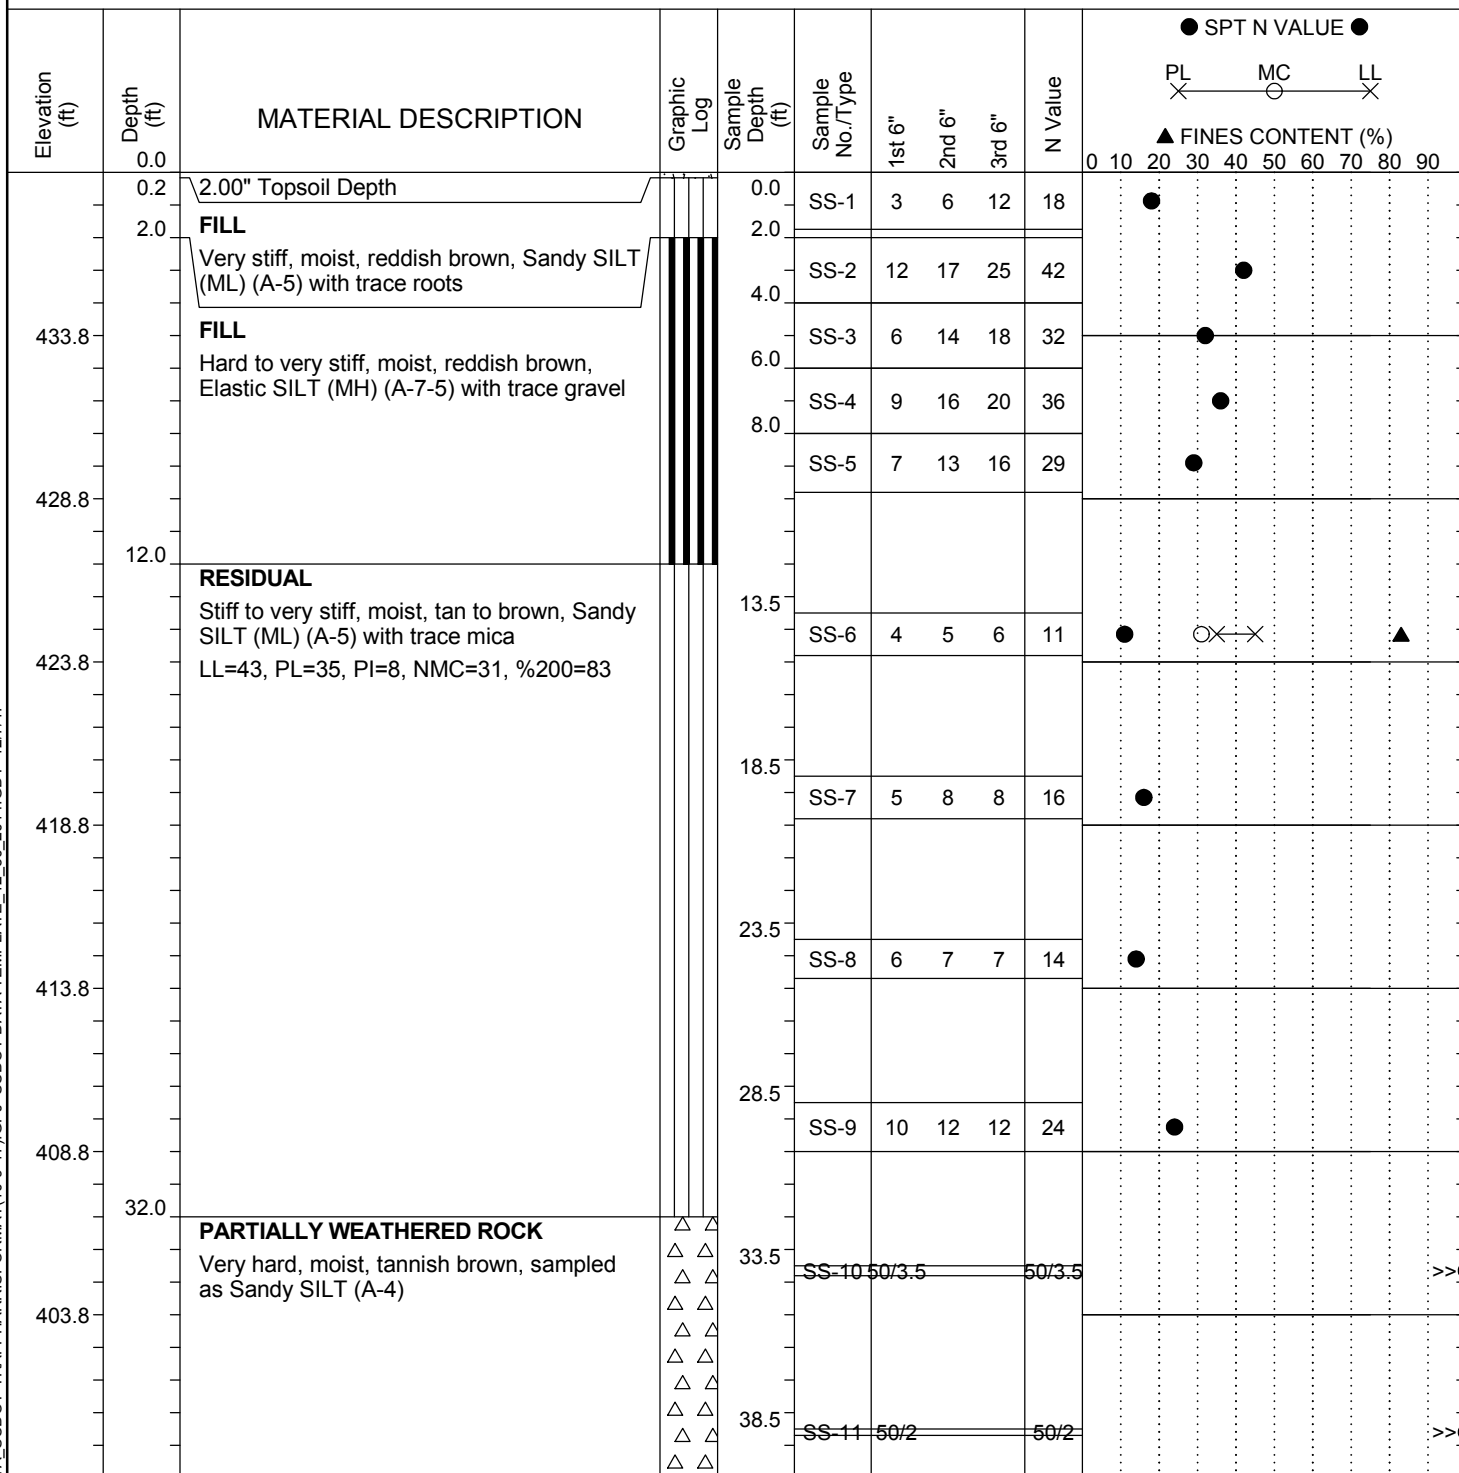 ● SPT N VALUE ●
PL MC LL
▲ FINES CONTENT (%)
0 10 20 30 40 50 60 70 80 90
Elevation (ft)
Depth (ft)
0.0
MATERIAL DESCRIPTION
Graphic Log
Sample Depth (ft)
Sample No./Type
1st 6"
2nd 6"
3rd 6"
N Value
0.2 2.00" Topsoil Depth 0.0
SS-1 3 6 12 18
2.0 FILL 2.0
Very stiff, moist, reddish brown, Sandy SILT
(ML) (A-5) with trace roots
SS-2 12 17 25 42
4.0
FILL
433.8 SS-3 6 14 18 32
Hard to very stiff, moist, reddish brown,
Elastic SILT (MH) (A-7-5) with trace gravel
6.0
SS-4 9 16 20 36
8.0
SS-5 7 13 16 29
428.8
12.0
RESIDUAL
Stiff to very stiff, moist, tan to brown, Sandy
SILT (ML) (A-5) with trace mica
13.5
SS-6 4 5 6 11
423.8 LL=43, PL=35, PI=8, NMC=31, %200=83
18.5
SS-7 5 8 8 16
418.8
23.5
SS-8 6 7 7 14
413.8
28.5
SS-9 10 12 12 24
408.8
32.0
PARTIALLY WEATHERED ROCK
Very hard, moist, tannish brown, sampled
as Sandy SILT (A-4)
33.5
SS-10 50/3.5 50/3.5 >>
403.8
38.5
SS-11 50/2 50/2 >>